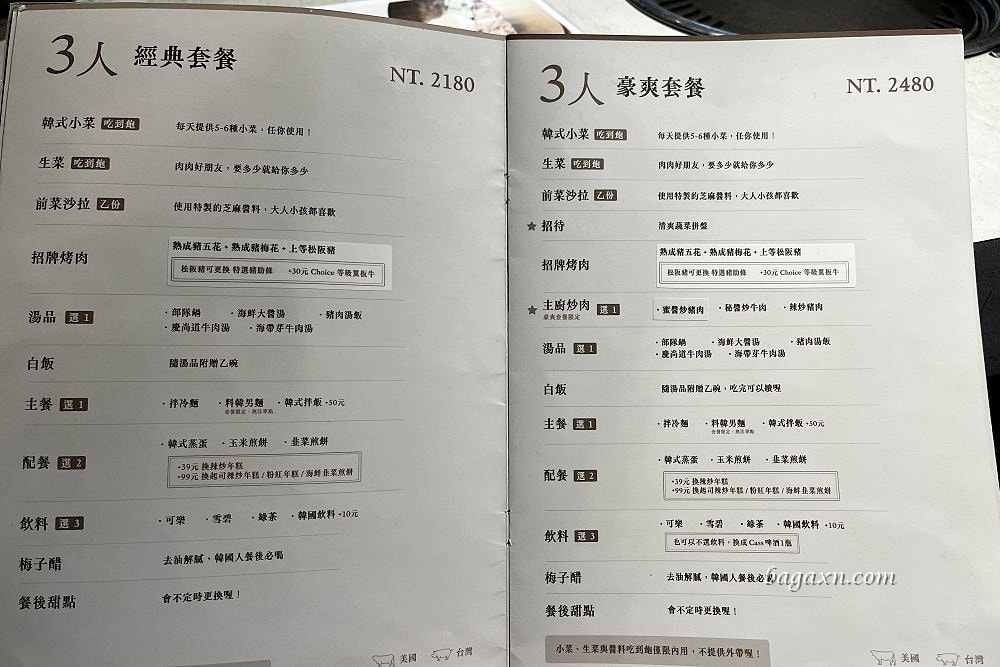 3人 經典套餐 NT. 2180
韓式小菜 吃到飽 每天提供5-6種小菜，任你使用！
生菜 吃到飽 肉肉好朋友，要多少就給你多少
前菜沙拉 乙份 使用特製的芝麻醬料，大人小孩都喜歡
招牌烤肉 熟成豬五花 + 熟成豬梅花 + 上等松阪豬
松阪豬可更換 特選豬肋條 +30元 Choice 等級翼板牛
湯品 選1 ·部隊鍋 ·海鮮大醬湯 ·豬肉湯飯
·慶尚道牛肉湯 ·海帶芽牛肉湯
白飯 隨湯品附贈乙碗
主餐 選1 ·拌冷麵 ·料韓男麵 ·韓式拌飯 +50元
套餐限定，無法單點
配餐 選2 ·韓式蒸蛋 ·玉米煎餅 ·韭菜煎餅
+39元 換辣炒年糕
+99元 換起司辣炒年糕 / 粉紅年糕 / 海鮮韭菜煎餅
飲料 選3 ·可樂 ·雪碧 ·綠茶 ·韓國飲料 +10元
梅子醋 去油解膩，韓國人餐後必喝
餐後甜點 會不定時更換喔！
美國 台灣
3人 豪爽套餐 NT. 2480
韓式小菜 吃到飽 每天提供5-6種小菜，任你使用！
生菜 吃到飽 肉肉好朋友，要多少就給你多少
前菜沙拉 乙份 使用特製的芝麻醬料，大人小孩都喜歡
★ 招待 清爽蔬菜拼盤
招牌烤肉 熟成豬五花 + 熟成豬梅花 + 上等松阪豬
松阪豬可更換 特選豬肋條 +30元 Choice 等級翼板牛
★ 主廚炒肉 選1 ·蜜醬炒豬肉 ·秘醬炒牛肉 ·辣炒豬肉
豪爽套餐限定
湯品 選1 ·部隊鍋 ·海鮮大醬湯 ·豬肉湯飯
·慶尚道牛肉湯 ·海帶芽牛肉湯
白飯 隨湯品附贈乙碗，吃完可以續喔
主餐 選1 ·拌冷麵 ·料韓男麵 ·韓式拌飯 +50元
套餐限定，無法單點
配餐 選2 ·韓式蒸蛋 ·玉米煎餅 ·韭菜煎餅
+39元 換辣炒年糕
+99元 換起司辣炒年糕 / 粉紅年糕 / 海鮮韭菜煎餅
飲料 選3 ·可樂 ·雪碧 ·綠茶 ·韓國飲料 +10元
也可以不選飲料，換成 Cass 啤酒1瓶
梅子醋 去油解膩，韓國人餐後必喝
餐後甜點 會不定時更換喔！
小菜、生菜與醬料吃到飽僅限內用，不提供外帶喔！
美國 台灣
bagaxn.com